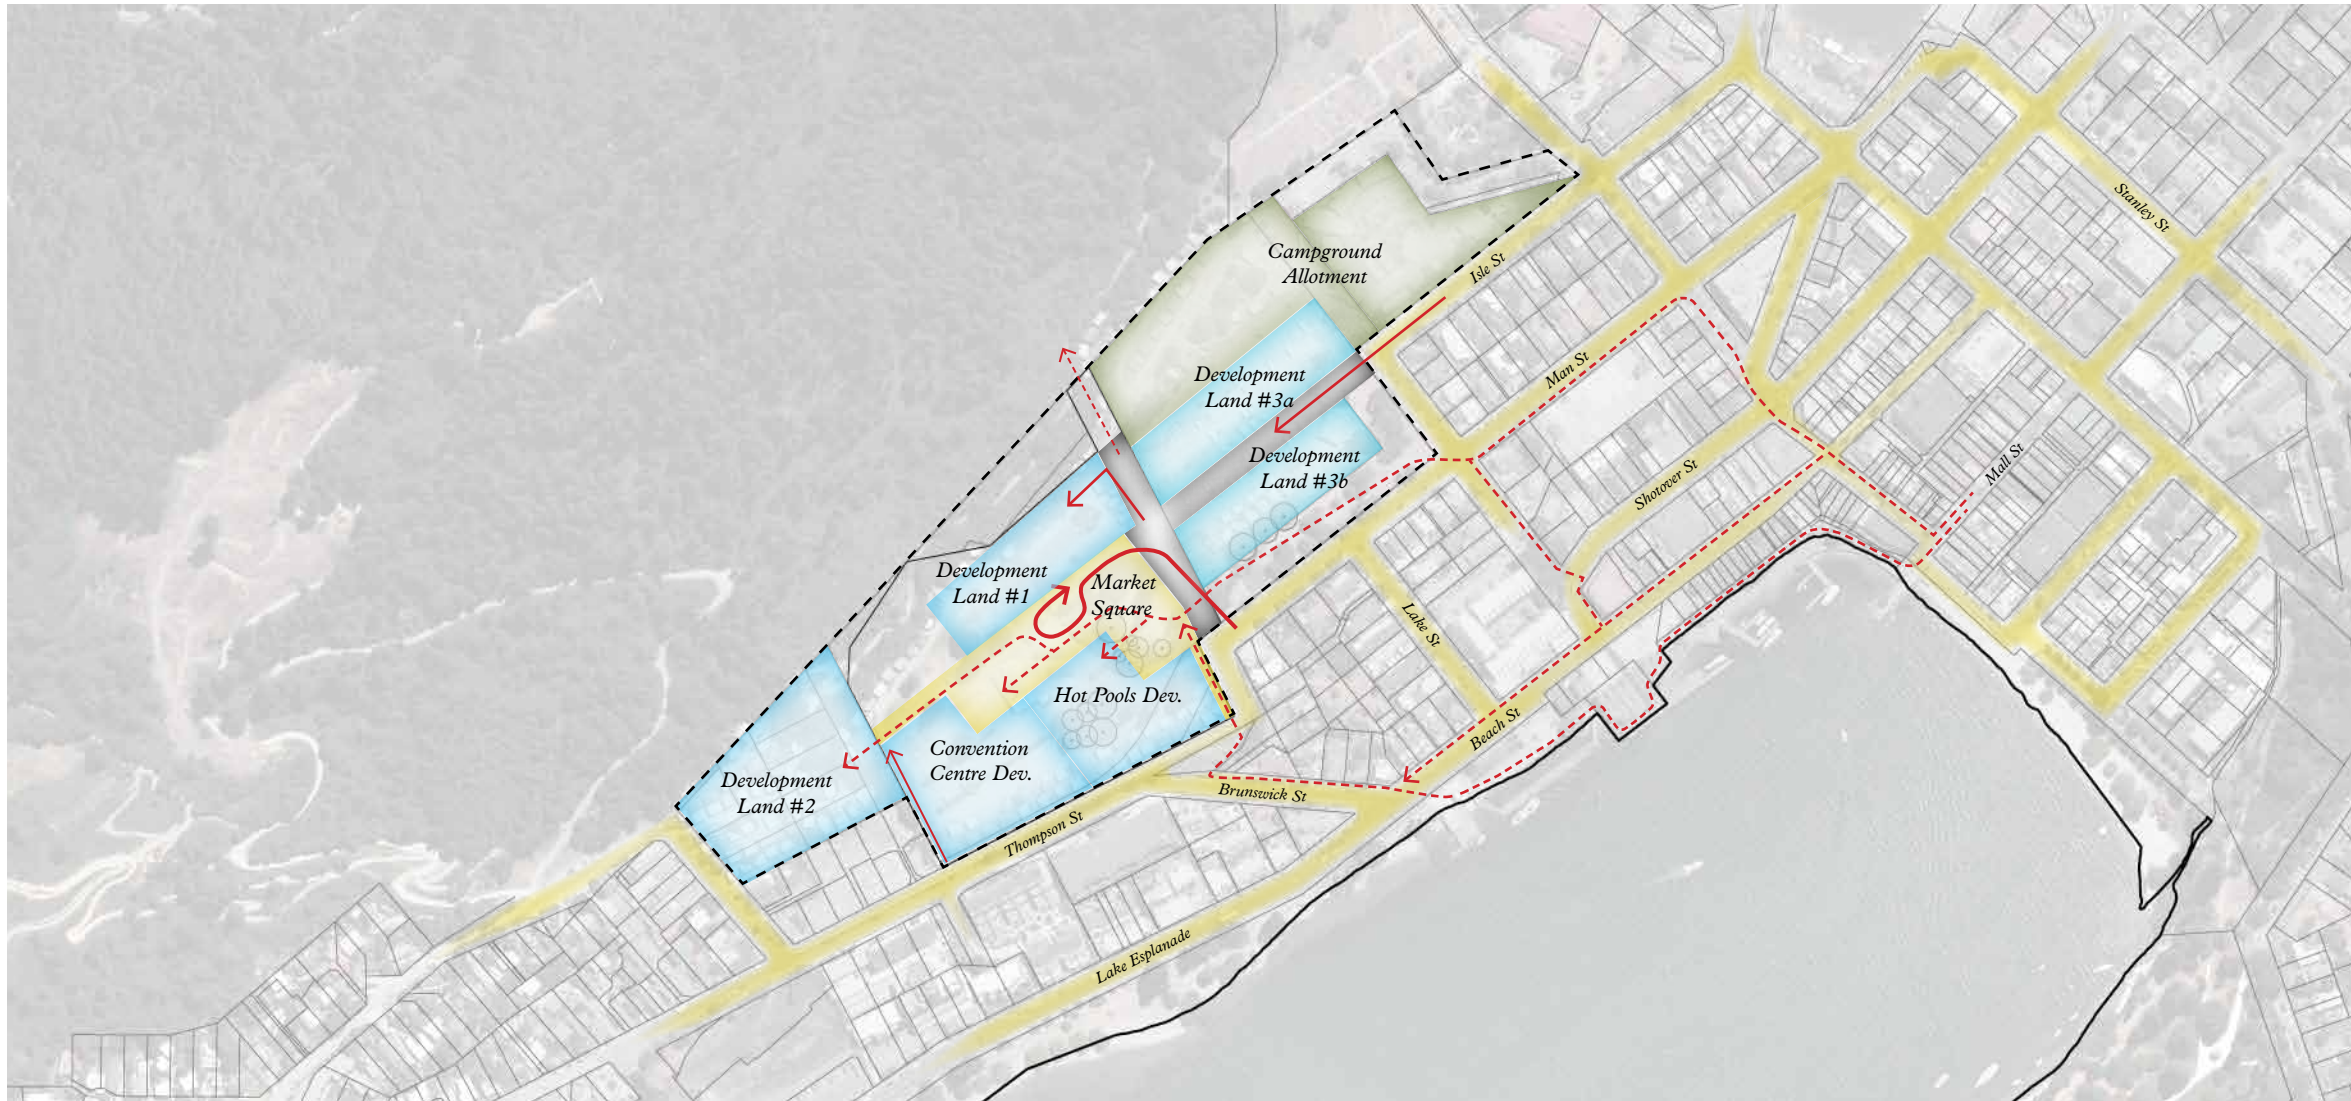 Stanley St
Campground
Allotment
Isle St
Man St
Development
Land #3a
Development
Land #3b
Mall St
Shotover St
Development
Land #1
Market
Square
Lake St
Hot Pools Dev.
Beach St
Convention
Centre Dev.
Development
Land #2
Brunswick St
Thompson St
Lake Esplanade